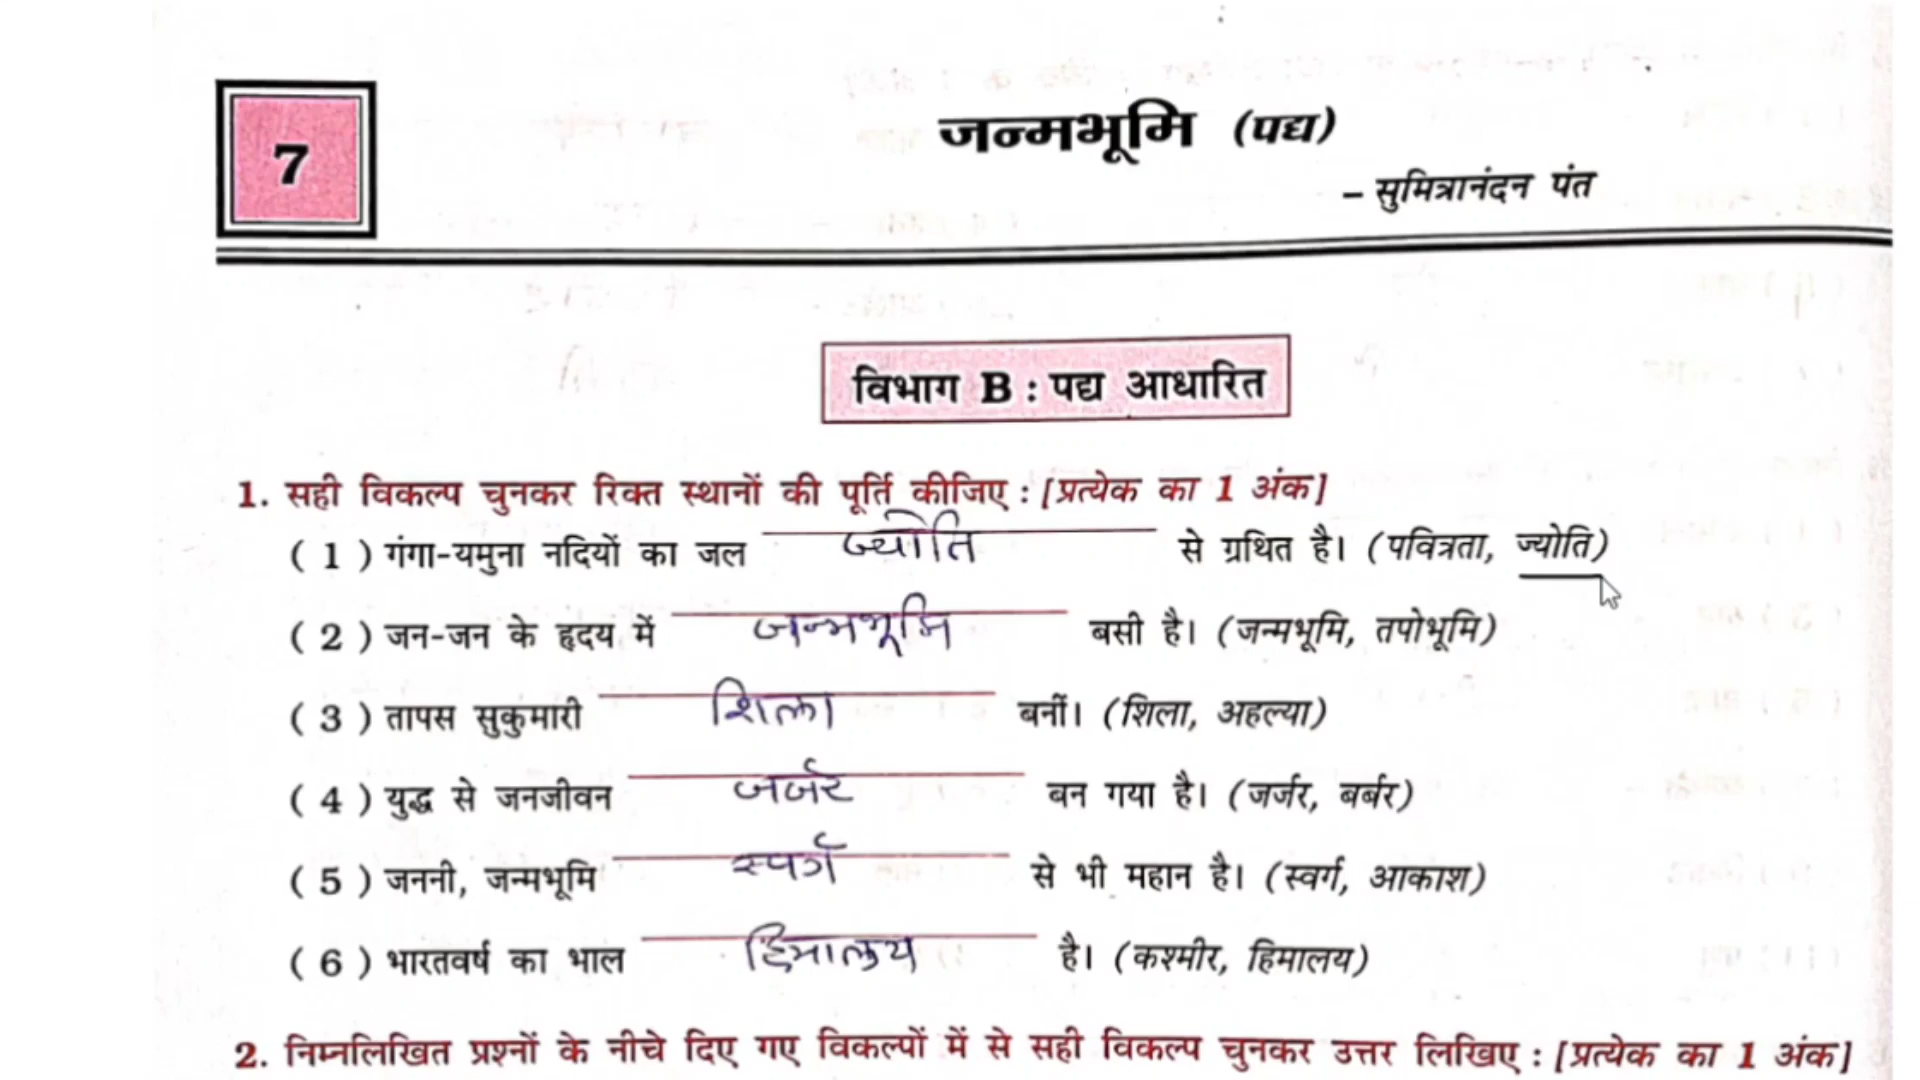 7
जन्मभूमि (पद्य)
– सुमित्रानंदन पंत
विभाग B : पद्य आधारित
1. सही विकल्प चुनकर रिक्त स्थानों की पूर्ति कीजिए : [प्रत्येक का 1 अंक]
( 1 ) गंगा-यमुना नदियों का जल ज्योति से ग्रथित है। (पवित्रता, ज्योति)
( 2 ) जन-जन के हृदय में जन्मभूमि बसी है। (जन्मभूमि, तपोभूमि)
( 3 ) तापस सुकुमारी शिला बनीं। (शिला, अहल्या)
( 4 ) युद्ध से जनजीवन जर्जर बन गया है। (जर्जर, बर्बर)
( 5 ) जननी, जन्मभूमि स्वर्ग से भी महान है। (स्वर्ग, आकाश)
( 6 ) भारतवर्ष का भाल हिमालय है। (कश्मीर, हिमालय)
2. निम्नलिखित प्रश्नों के नीचे दिए गए विकल्पों में से सही विकल्प चुनकर उत्तर लिखिए : [प्रत्येक का 1 अंक]